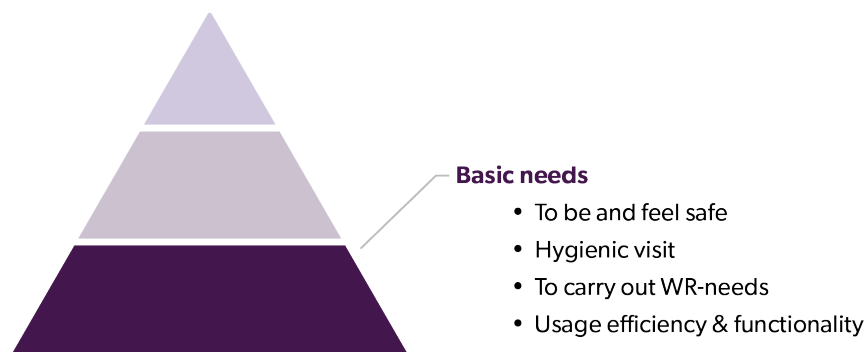 Basic needs
• To be and feel safe
• Hygienic visit
• To carry out WR-needs
• Usage efficiency & functionality